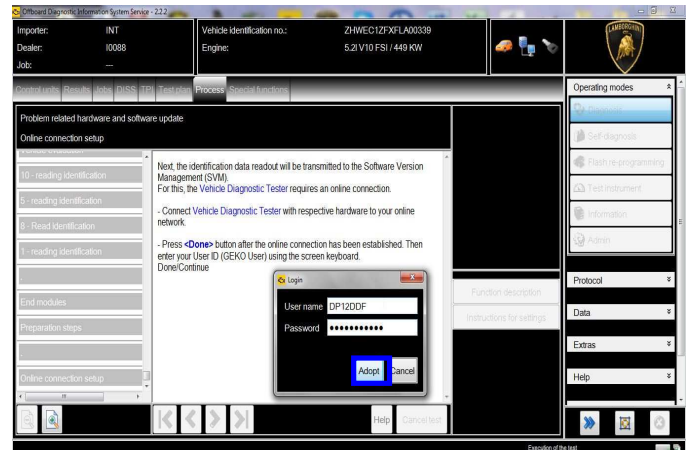 Offboard Diagnostic Information System Service - 2.2.2
Importer: INT
Dealer: I0088
Job: ---
Vehicle identification no.: ZHWEC1ZFXFLA00339
Engine: 5.2l V10 FSI / 449 KW
LAMBORGHINI
Control units Results Jobs DISS TPI Test plan Process Special functions
Operating modes
Diagnosis
Self-diagnosis
Flash re-programming
Test instrument
Information
Admin
Protocol
Data
Extras
Help
Problem related hardware and software update
Online connection setup
10 - reading identification
5 - reading identification
8 - Read identification
1 - reading identification
.
End modules
Preparation steps
.
Online connection setup
Next, the identification data readout will be transmitted to the Software Version
Management (SVM).
For this, the Vehicle Diagnostic Tester requires an online connection.
- Connect Vehicle Diagnostic Tester with respective hardware to your online
network.
- Press <Done> button after the online connection has been established. Then
enter your User ID (GEKO User) using the screen keyboard.
Done/Continue
Login
User name DP12DDF
Password
Adopt Cancel
Function description
Instructions for settings
Help Cancel test
Execution of the test